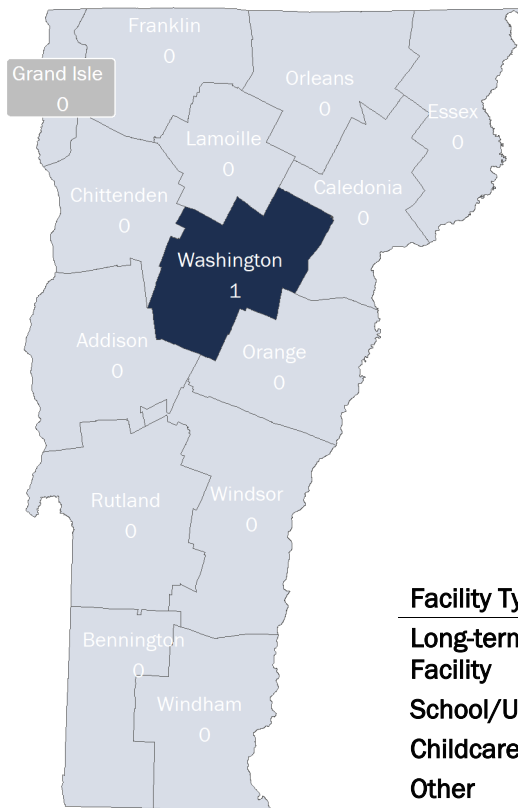 Franklin
0
Grand Isle
0
Orleans
0
Essex
0
Lamoille
0
Caledonia
0
Chittenden
0
Washington
1
Addison
0
Orange
0
Rutland
0
Windsor
0
Bennington
0
Windham
0
Facility Ty
Long-term
Facility
School/U
Childcare
Other